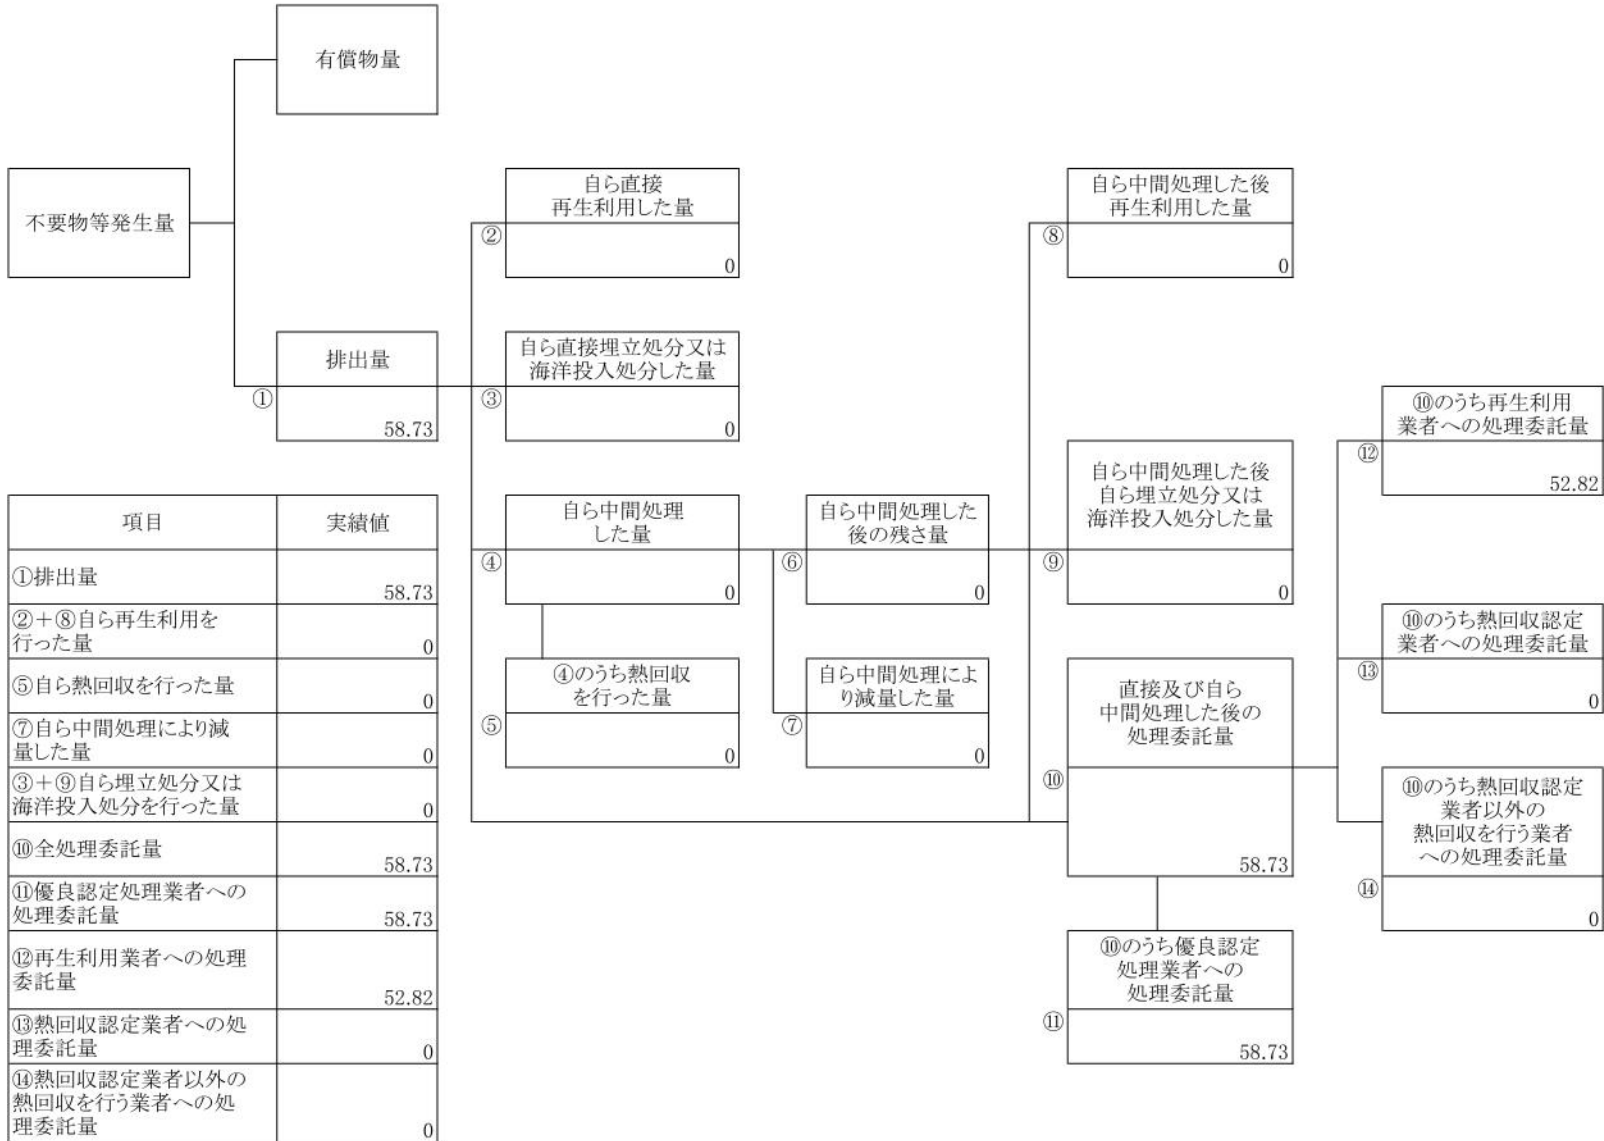 有償物量
不要物等発生量
自ら直接
再生利用した量
②
0
自ら中間処理した後
再生利用した量
⑧
0
排出量
①
58.73
自ら直接埋立処分又は
海洋投入処分した量
③
0
⑩のうち再生利用
業者への処理委託量
⑫
52.82
自ら中間処理
した量
④
0
自ら中間処理した
後の残さ量
⑥
0
自ら中間処理した後
自ら埋立処分又は
海洋投入処分した量
⑨
0
⑩のうち熱回収認定
業者への処理委託量
⑬
0
④のうち熱回収
を行った量
⑤
0
自ら中間処理によ
り減量した量
⑦
0
直接及び自ら
中間処理した後の
処理委託量
⑩
58.73
⑩のうち熱回収認定
業者以外の
熱回収を行う業者
への処理委託量
⑭
0
⑩のうち優良認定
処理業者への
処理委託量
⑪
58.73
項目 実績値
①排出量
58.73
②＋⑧自ら再生利用を
行った量
0
⑤自ら熱回収を行った量
0
⑦自ら中間処理により減
量した量
0
③＋⑨自ら埋立処分又は
海洋投入処分を行った量
0
⑩全処理委託量
58.73
⑪優良認定処理業者への
処理委託量
58.73
⑫再生利用業者への処理
委託量
52.82
⑬熱回収認定業者への処
理委託量
0
⑭熱回収認定業者以外の
熱回収を行う業者への処
理委託量
0